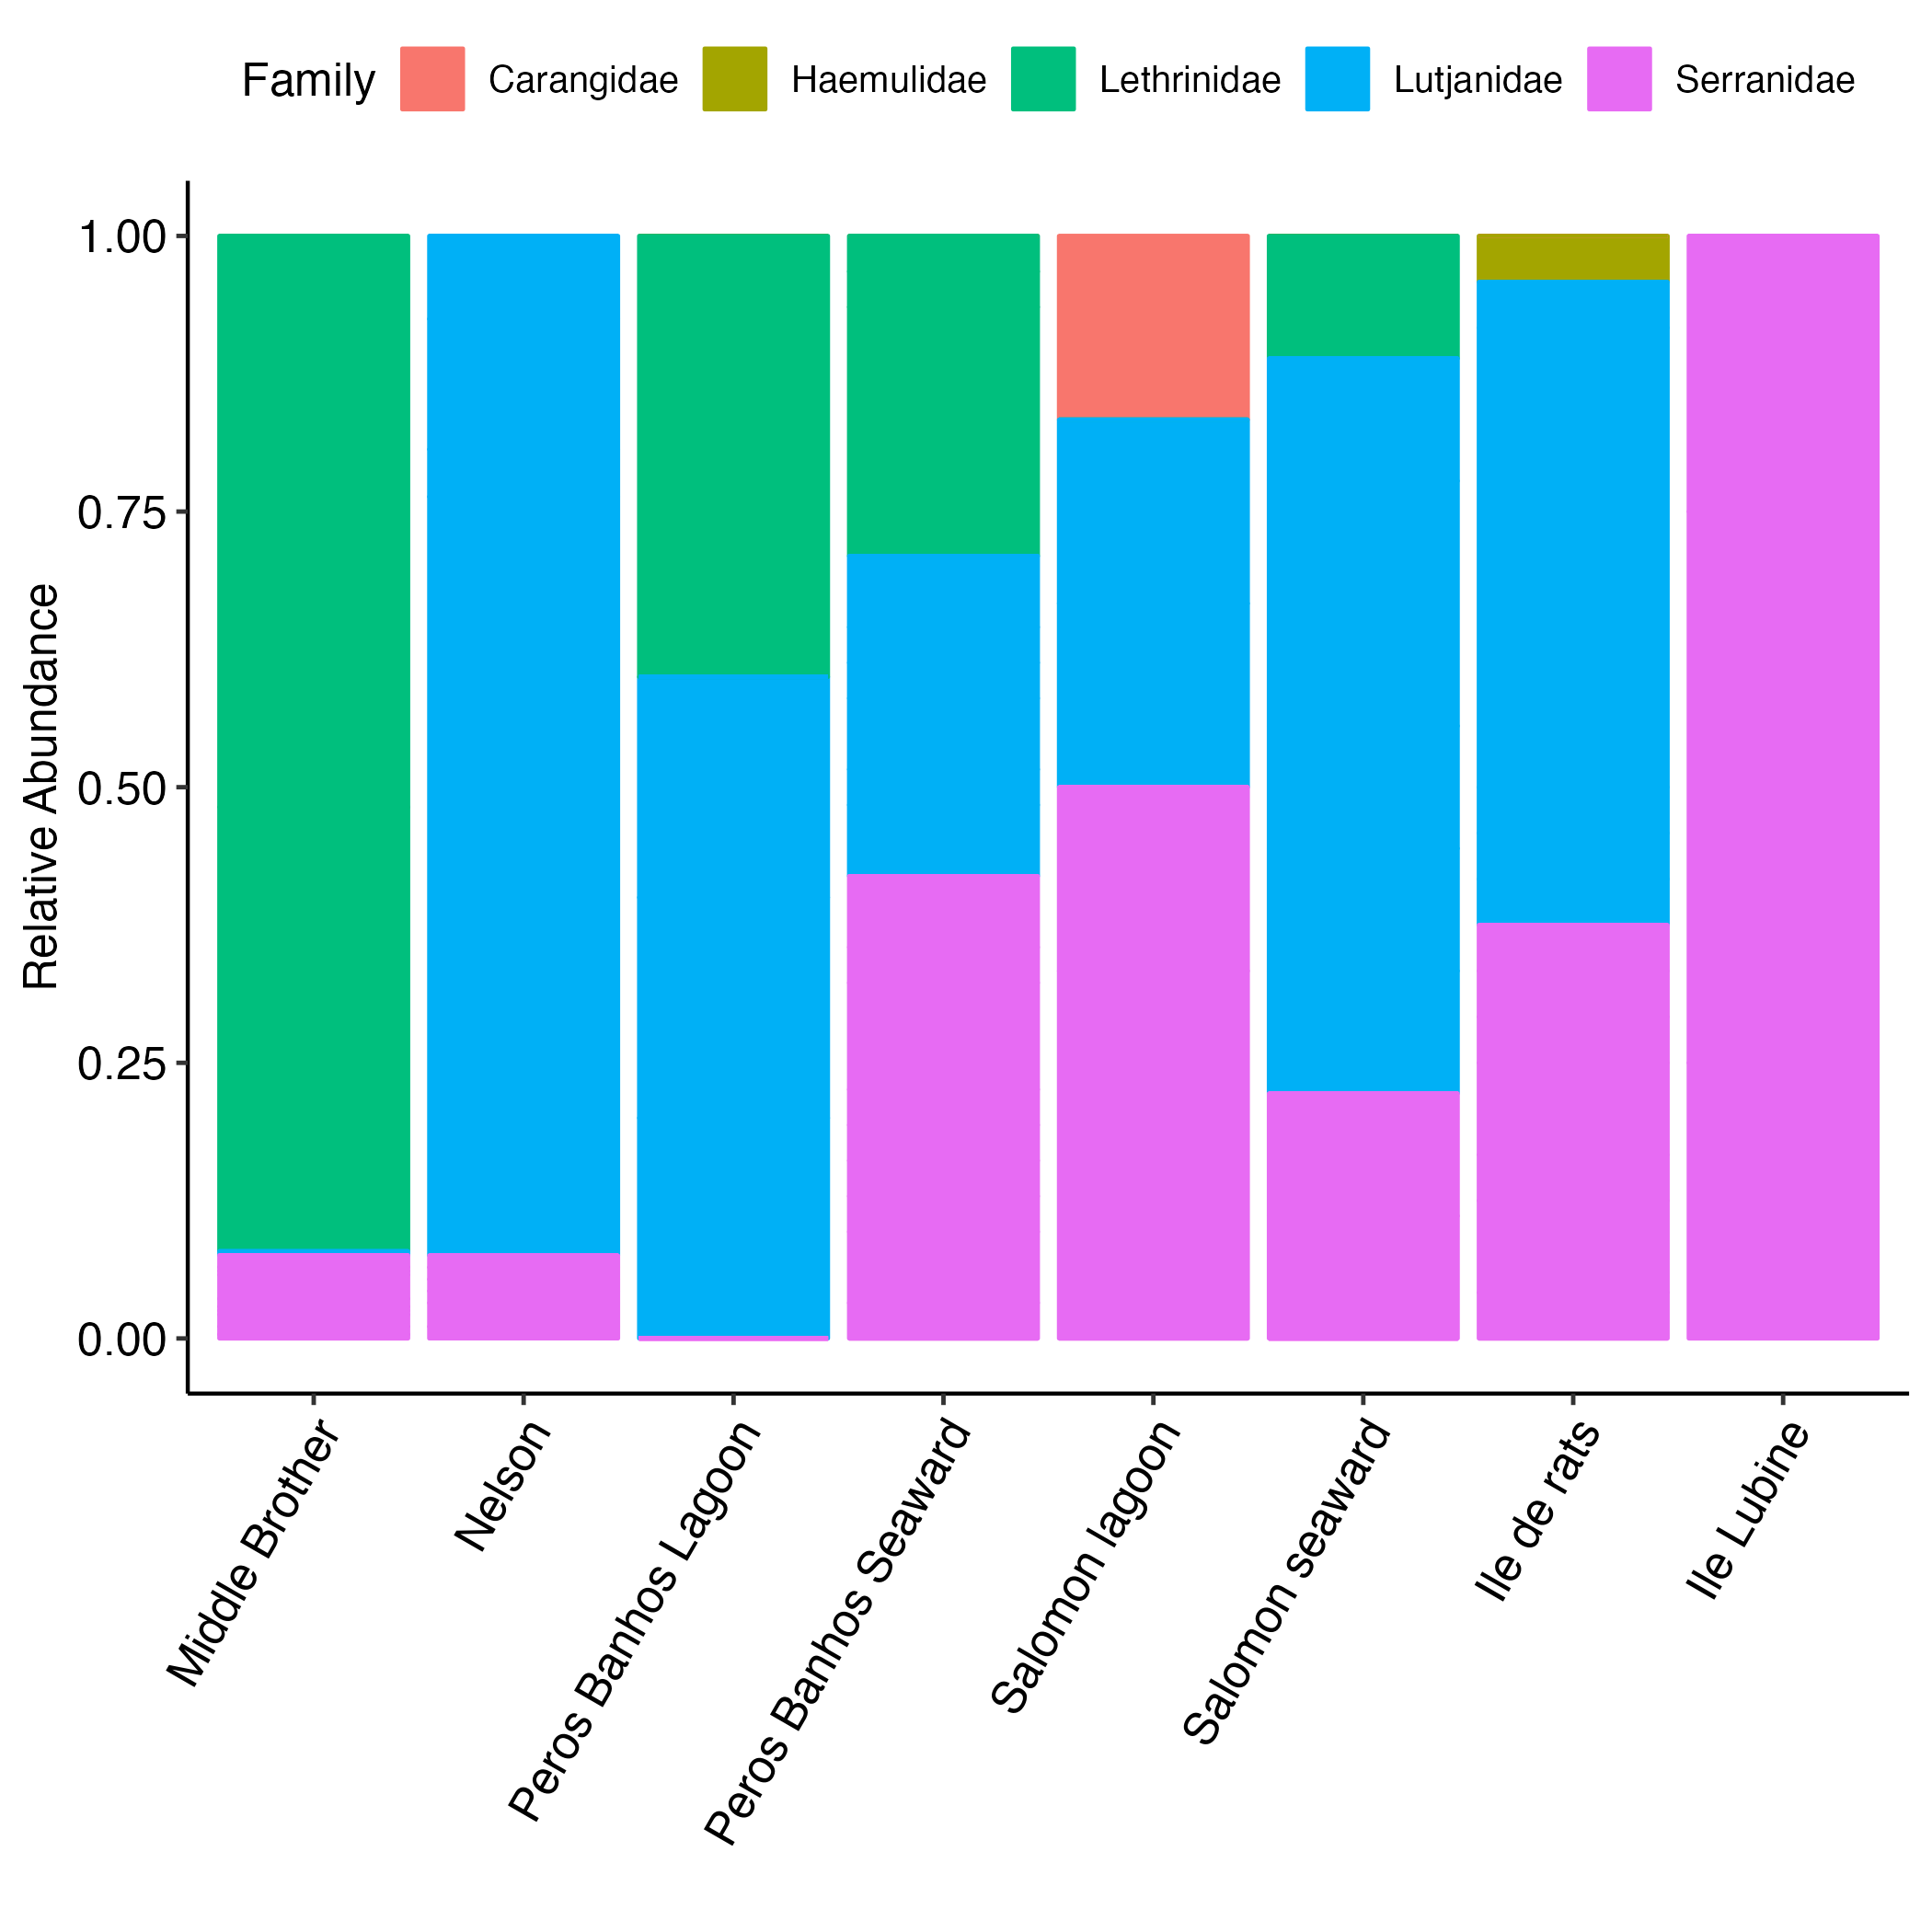 Family Carangidae Haemulidae Lethrinidae Lutjanidae Serranidae
Relative Abundance
1.00
0.75
0.50
0.25
0.00
Middle Brother
Nelson
Peros Banhos Lagoon
Peros Banhos Seaward
Salomon lagoon
Salomon seaward
Ile de rats
Ile Lubine